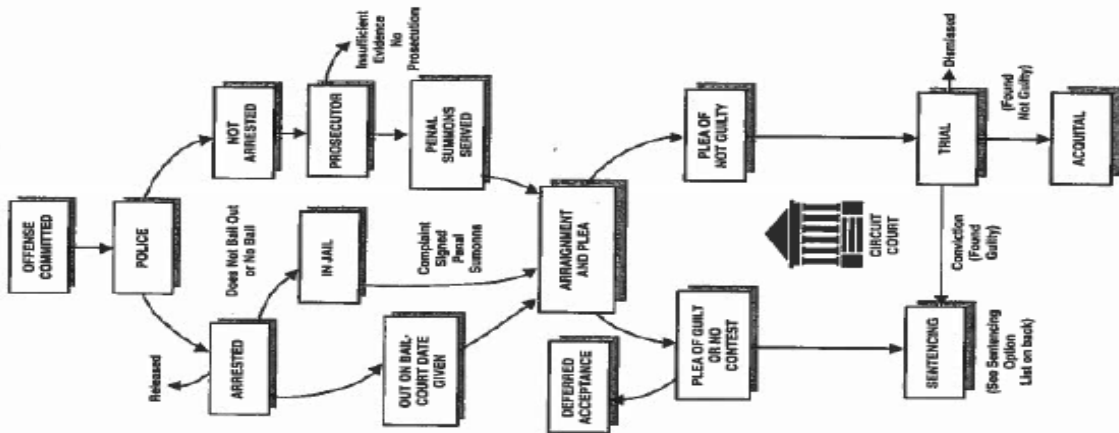 OFFENSE
COMMITTED
POLICE
Released
ARRESTED
NOT
ARRESTED
Does Not Bail Out
or No Bail
PROSECUTOR
Insufficient
Evidence
No
Prosecution
IN JAIL
OUT ON BAIL-
COURT DATE
GIVEN
Complaint
Signed
Penal
Sumonns
PENAL
SUMMONS
SERVED
ARRAIGNMENT
AND PLEA
DEFERRED
ACCEPTANCE
PLEA OF GUILT
OR NO
CONTEST
PLEA OF
NOT GUILTY
CIRCUIT
COURT
SENTENCING
(See Sentencing
Option
List on back)
Conviction
(Found
Guilty)
TRIAL
Dismissed
(Found
Not Guilty)
ACQUITAL